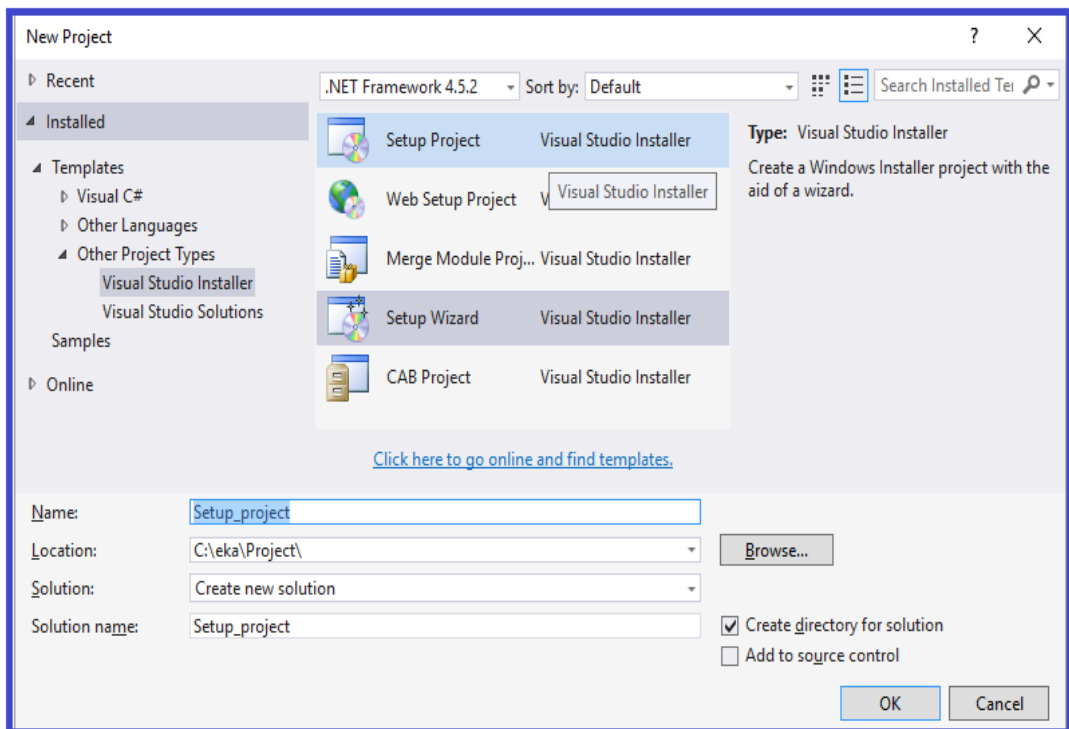 New Project
? X
Recent
.NET Framework 4.5.2 Sort by: Default Search Installed Te
Installed
Templates
Visual C#
Other Languages
Other Project Types
Visual Studio Installer
Visual Studio Solutions
Samples
Online
Setup Project Visual Studio Installer
Web Setup Project V
Visual Studio Installer
Merge Module Proj... Visual Studio Installer
Setup Wizard Visual Studio Installer
CAB Project Visual Studio Installer
Click here to go online and find templates.
Type: Visual Studio Installer
Create a Windows Installer project with the
aid of a wizard.
Name: Setup_project
Location: C:\eka\Project\ Browse...
Solution: Create new solution
Solution name: Setup_project
Create directory for solution
Add to source control
OK Cancel